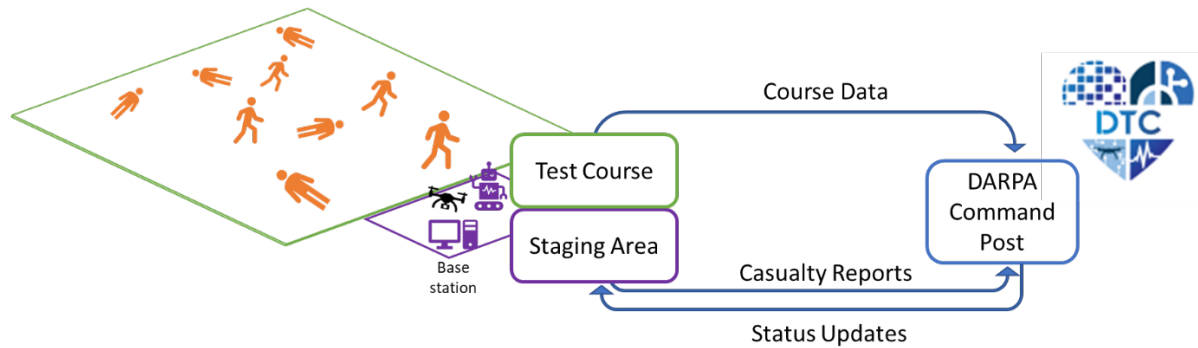 Course Data
DTC
Test Course
DARPA
Command
Post
Staging Area
Base
station
Casualty Reports
Status Updates